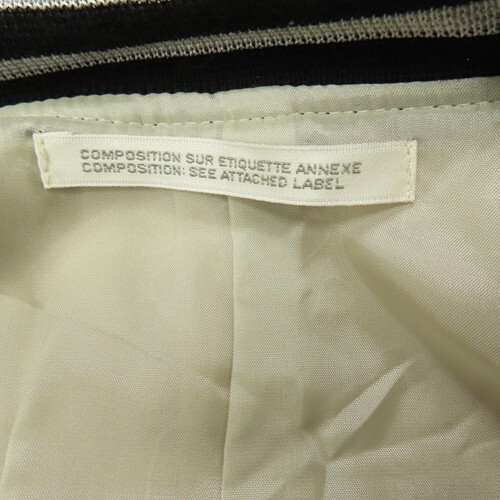 COMPOSITION SUR ETIQUETTE ANNEXE
COMPOSITION: SEE ATTACHED LABEL